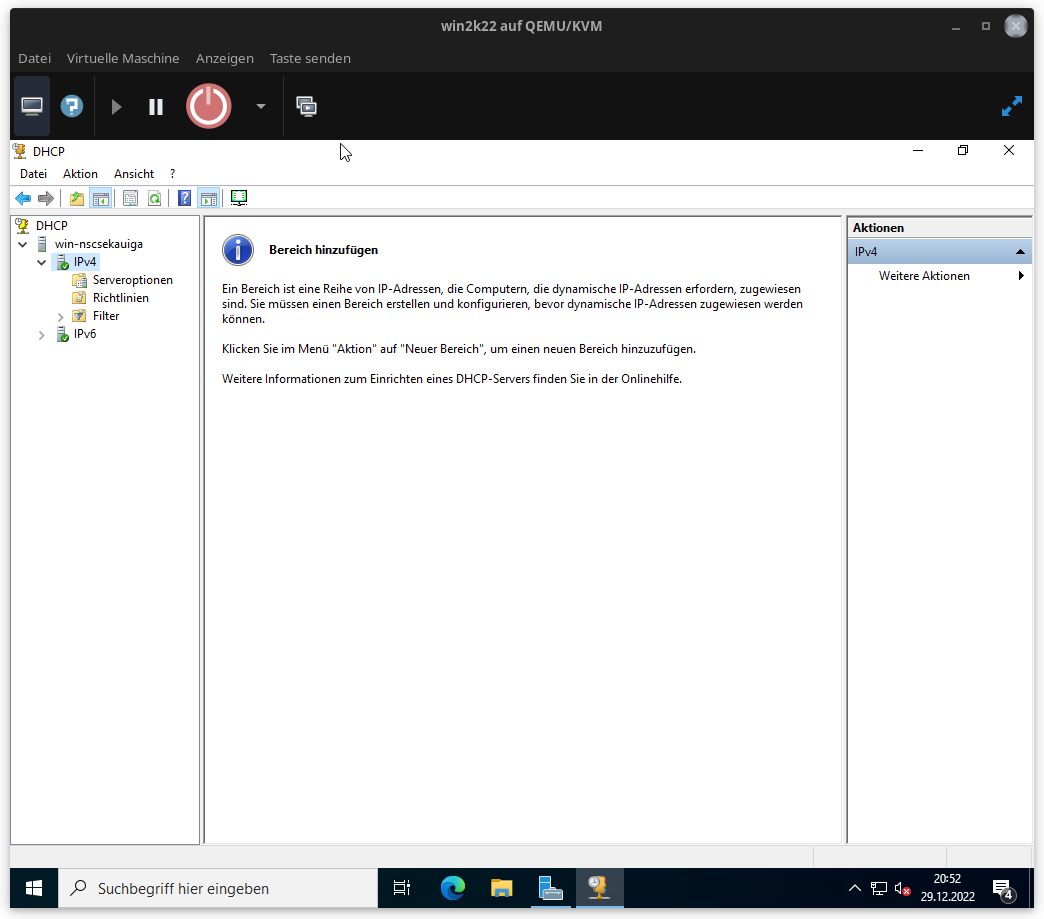 win2k22 auf QEMU/KVM
Datei Virtuelle Maschine Anzeigen Taste senden
DHCP
Datei Aktion Ansicht ?
DHCP
win-nscsekauiga
IPv4
Serveroptionen
Richtlinien
Filter
IPv6
Bereich hinzufügen
Ein Bereich ist eine Reihe von IP-Adressen, die Computern, die dynamische IP-Adressen erfordern, zugewiesen
sind. Sie müssen einen Bereich erstellen und konfigurieren, bevor dynamische IP-Adressen zugewiesen werden
können.
Klicken Sie im Menü "Aktion" auf "Neuer Bereich", um einen neuen Bereich hinzuzufügen.
Weitere Informationen zum Einrichten eines DHCP-Servers finden Sie in der Onlinehilfe.
Aktionen
IPv4
Weitere Aktionen
Suchbegriff hier eingeben
20:52
29.12.2022
4